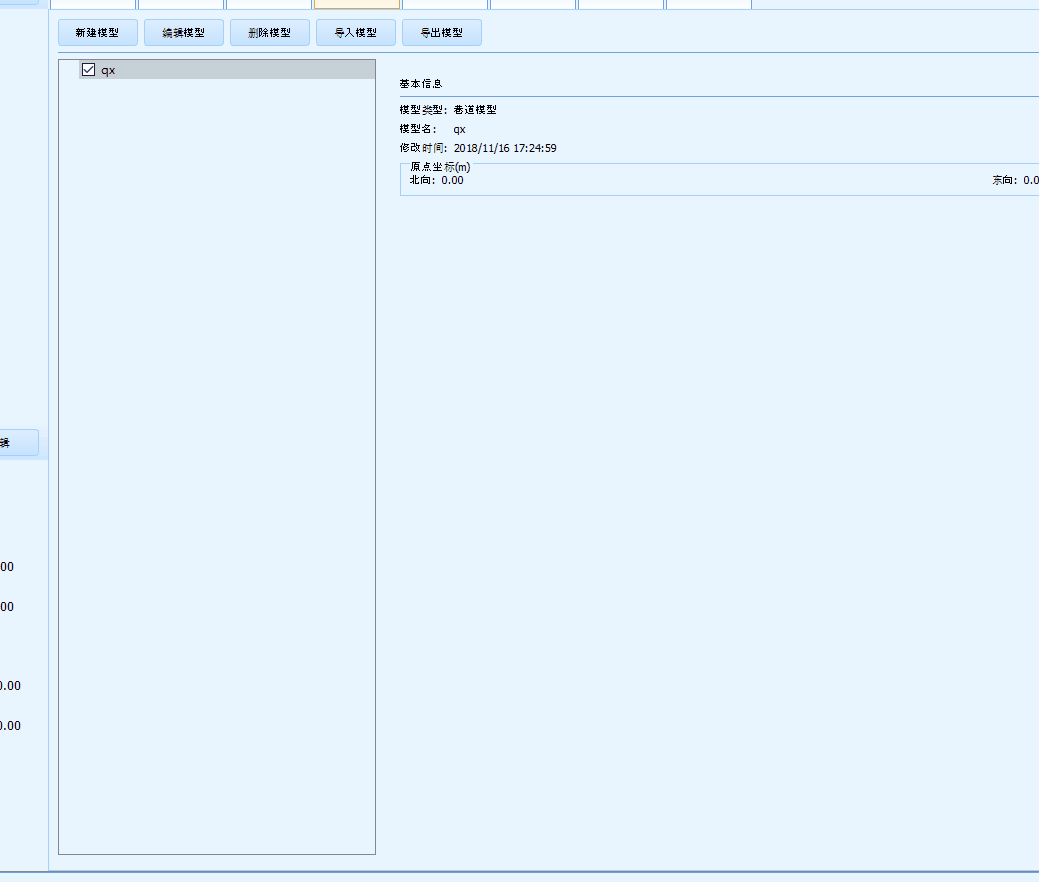 新建模型 编辑模型 删除模型 导入模型 导出模型
qx
基本信息
模型类型: 巷道模型
模型名: qx
修改时间: 2018/11/16 17:24:59
原点坐标(m)
北向: 0.00 东向: 0.0
辑
00
00
0.00
0.00